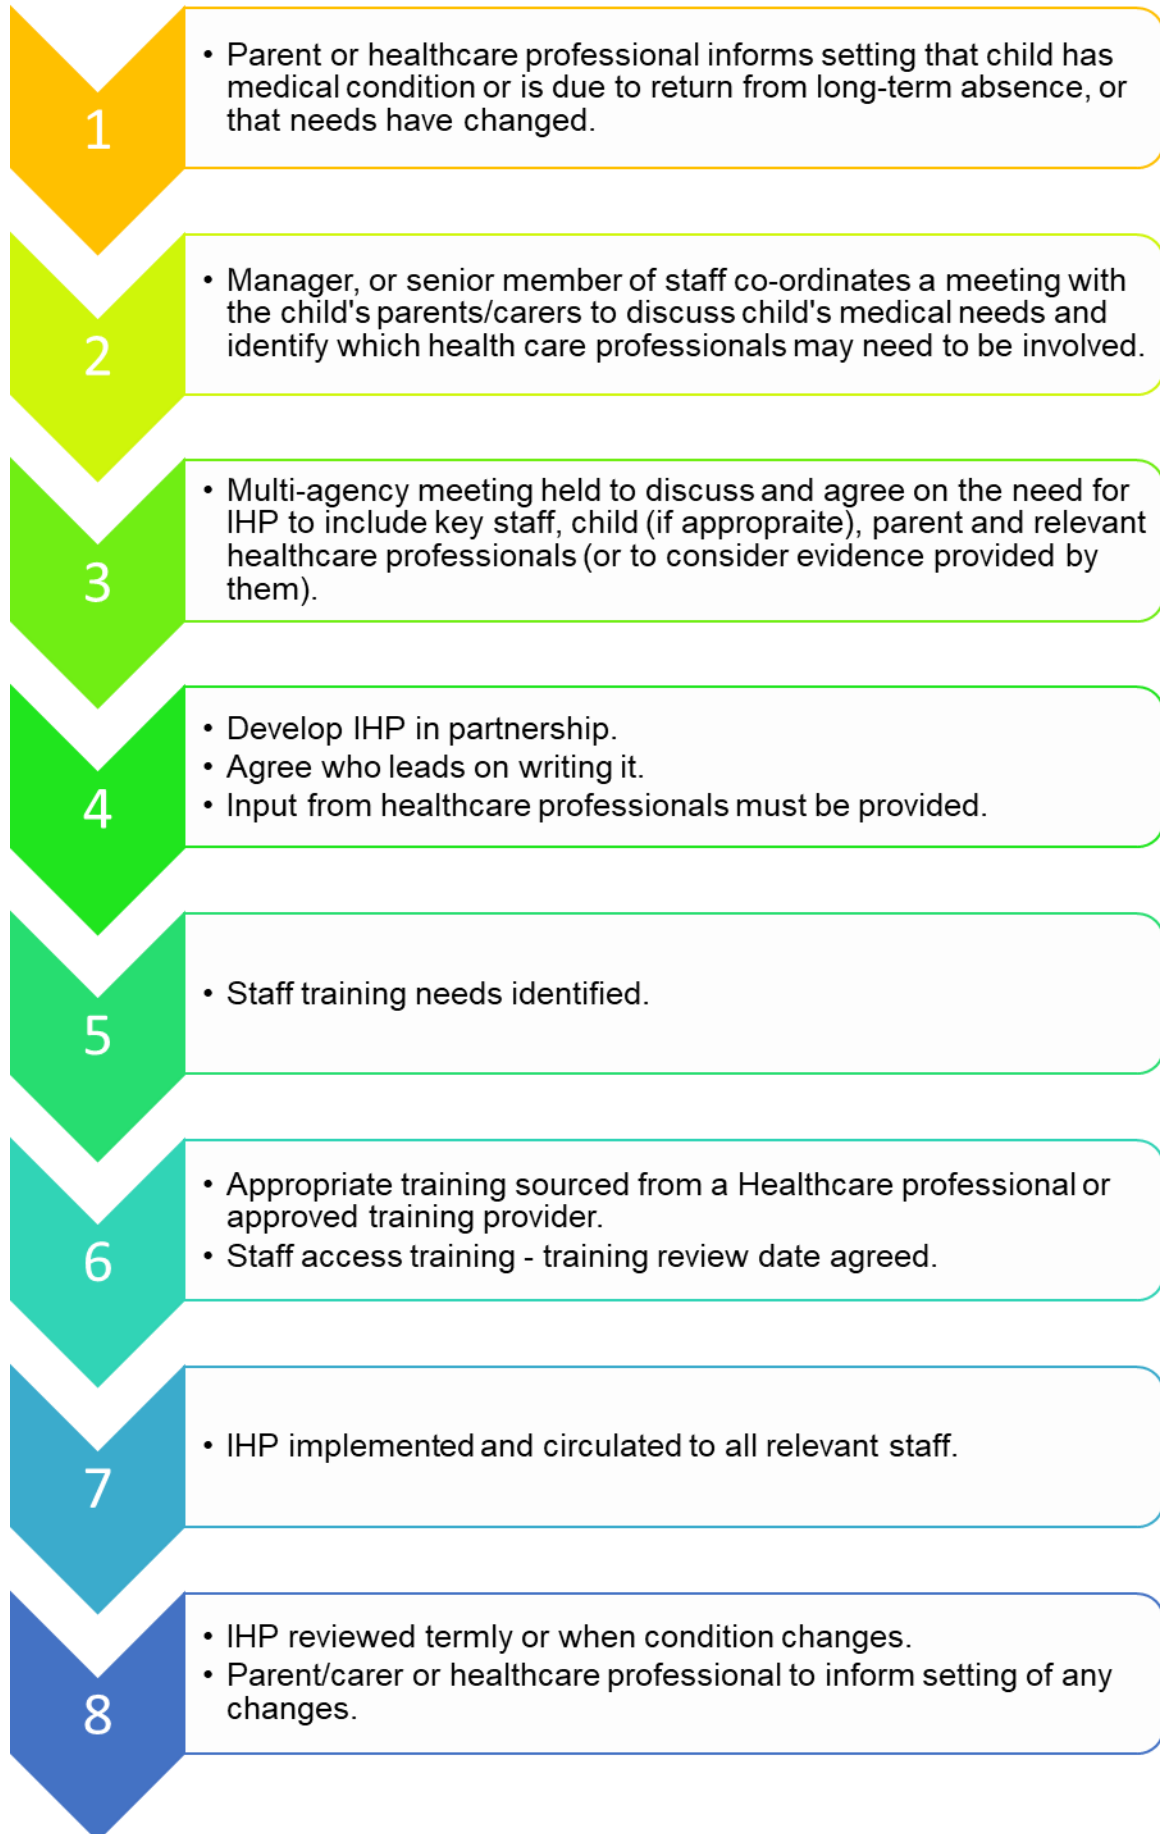 1
• Parent or healthcare professional informs setting that child has
medical condition or is due to return from long-term absence, or
that needs have changed.
2
• Manager, or senior member of staff co-ordinates a meeting with
the child's parents/carers to discuss child's medical needs and
identify which health care professionals may need to be involved.
3
• Multi-agency meeting held to discuss and agree on the need for
IHP to include key staff, child (if appropraite), parent and relevant
healthcare professionals (or to consider evidence provided by
them).
4
• Develop IHP in partnership.
• Agree who leads on writing it.
• Input from healthcare professionals must be provided.
5
• Staff training needs identified.
6
• Appropriate training sourced from a Healthcare professional or
approved training provider.
• Staff access training - training review date agreed.
7
• IHP implemented and circulated to all relevant staff.
8
• IHP reviewed termly or when condition changes.
• Parent/carer or healthcare professional to inform setting of any
changes.